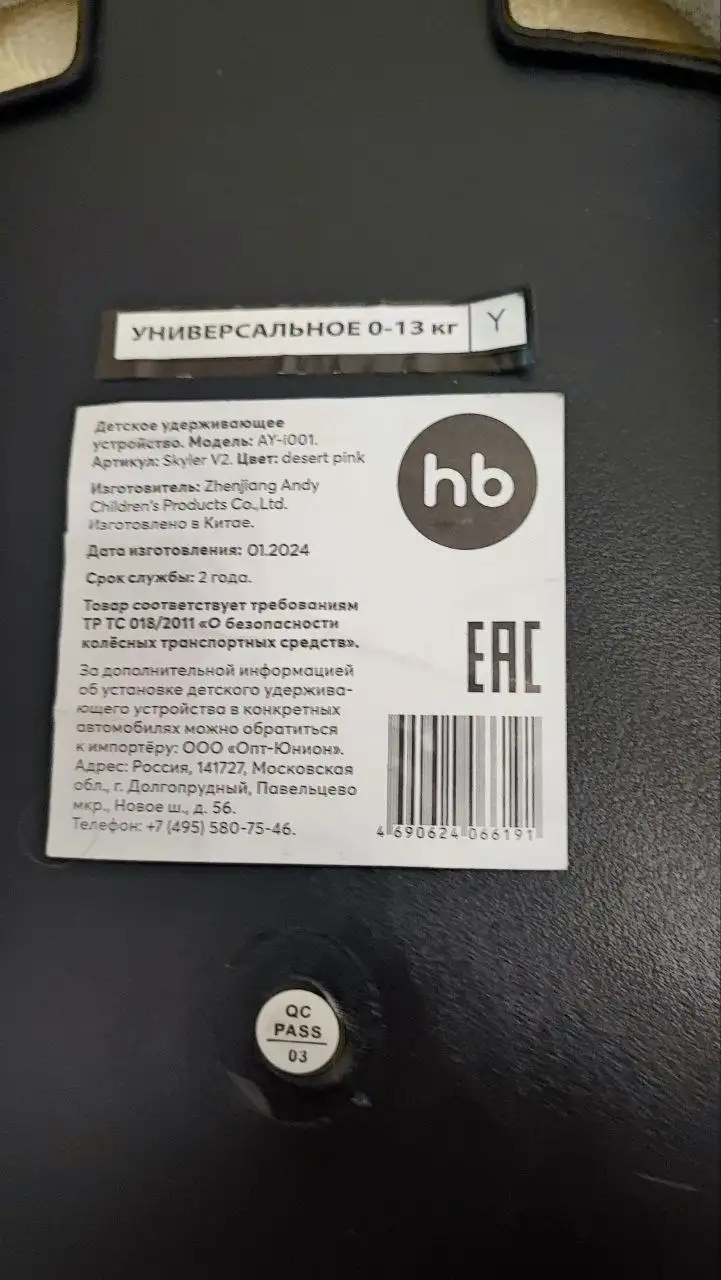 УНИВЕРСАЛЬНОЕ 0-13 кг Y
Детское удерживающее
устройство. Модель: AY-i001.
Артикул: Skyler V2. Цвет: desert pink
Изготовитель: Zhenjiang Andy
Children's Products Co.,Ltd.
Изготовлено в Китае.
Дата изготовления: 01.2024
Срок службы: 2 года.
Товар соответствует требованиям
ТР ТС 018/2011 «О безопасности
колёсных транспортных средств».
За дополнительной информацией
об установке детского удержива-
ющего устройства в конкретных
автомобилях можно обратиться
к импортёру: ООО «Опт-Юнион».
Адрес: Россия, 141727, Московская
обл., г. Долгопрудный, Павельцево
мкр., Новое ш., д. 56.
Телефон: +7 (495) 580-75-46.
hb
EAC
4 690624 066191
QC
PASS
03